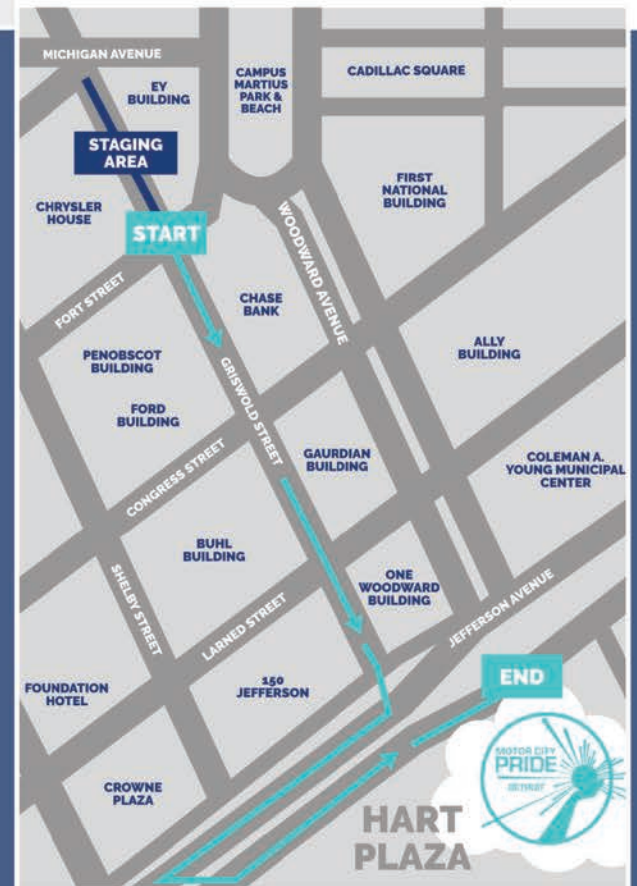 MICHIGAN AVENUE
EY
BUILDING
CAMPUS
MARTIUS
PARK &
BEACH
CADILLAC SQUARE
STAGING
AREA
CHRYSLER
HOUSE
FIRST
NATIONAL
BUILDING
START
WOODWARD AVENUE
FORT STREET
CHASE
BANK
PENOBSCOT
BUILDING
ALLY
BUILDING
GRISWOLD STREET
FORD
BUILDING
CONGRESS STREET
GAURDIAN
BUILDING
COLEMAN A.
YOUNG MUNICIPAL
CENTER
BUHL
BUILDING
SHELBY STREET
ONE
WOODWARD
BUILDING
LARNED STREET
JEFFERSON AVENUE
FOUNDATION
HOTEL
150
JEFFERSON
END
CROWNE
PLAZA
MOTOR CITY
PRIDE
DETROIT
HART
PLAZA